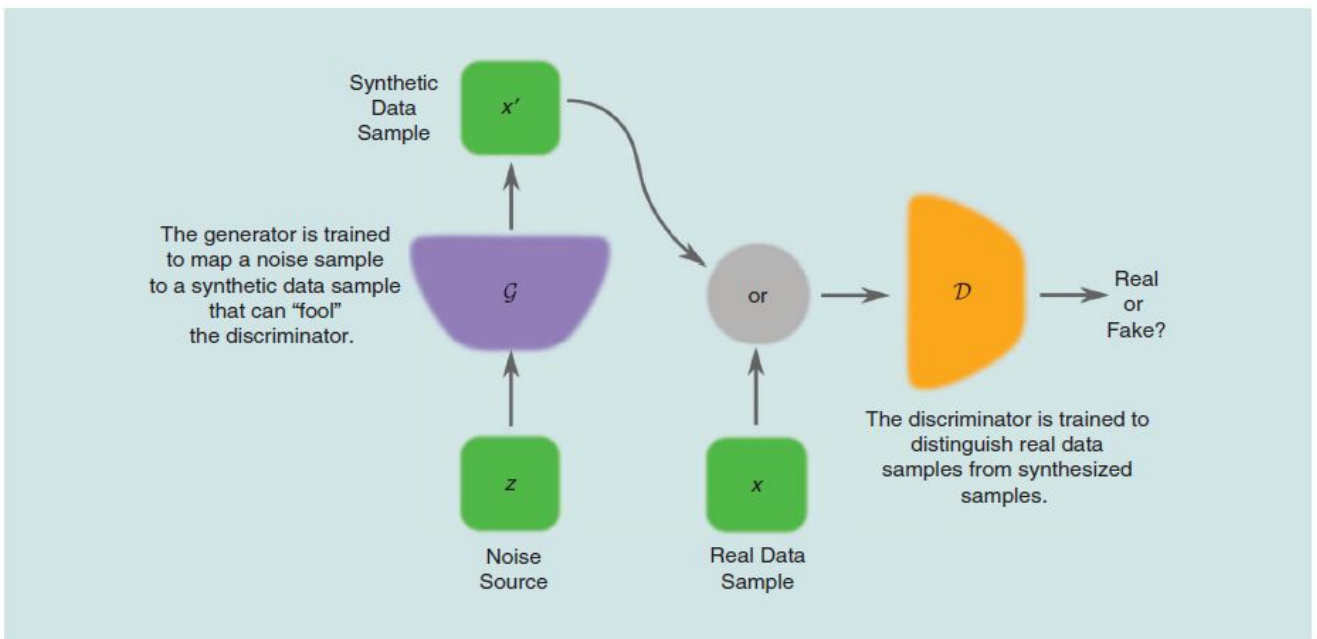 Synthetic
Data
Sample
x′
The generator is trained
to map a noise sample
to a synthetic data sample
that can “fool”
the discriminator.
G
or
D
Real
or
Fake?
The discriminator is trained to
distinguish real data
samples from synthesized
samples.
z
x
Noise
Source
Real Data
Sample